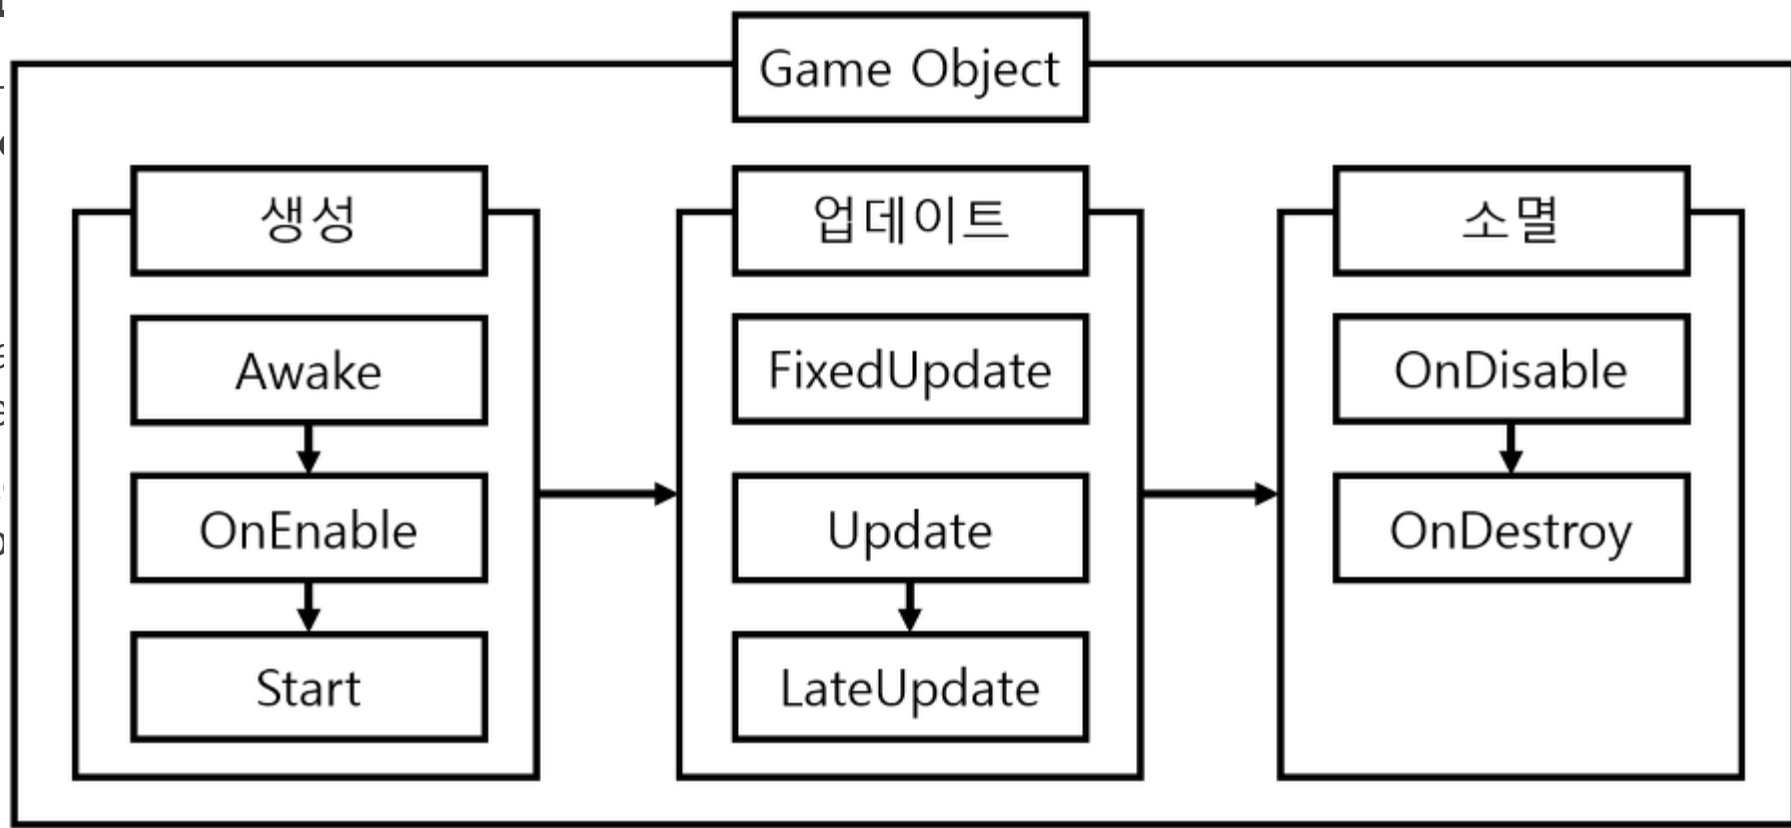 Game Object
생성
Awake
OnEnable
Start
업데이트
FixedUpdate
Update
LateUpdate
소멸
OnDisable
OnDestroy